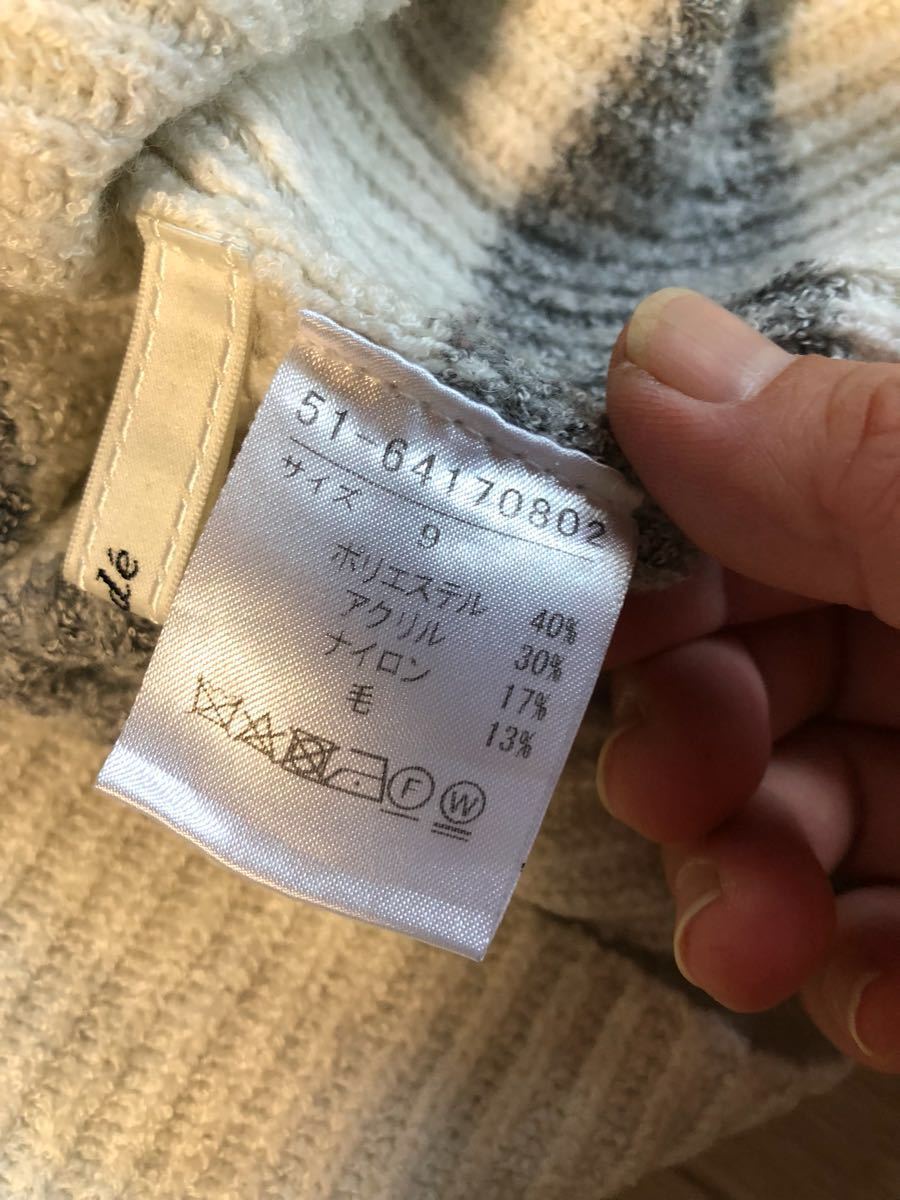 51-64170802
サイズ 9
ポリエステル 40%
アクリル 30%
ナイロン 17%
毛 13%
F W
dé